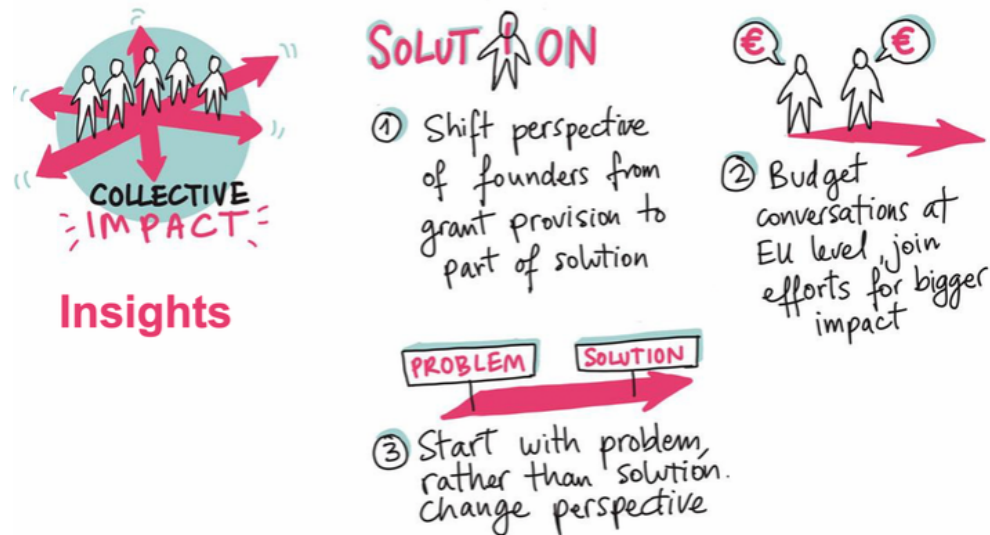 COLLECTIVE
IMPACT
Insights
SOLUTION
① Shift perspective
of founders from
grant provision to
part of solution
€ €
② Budget
conversations at
EU level, join
efforts for bigger
impact
PROBLEM SOLUTION
③ Start with problem,
rather than solution.
change perspective